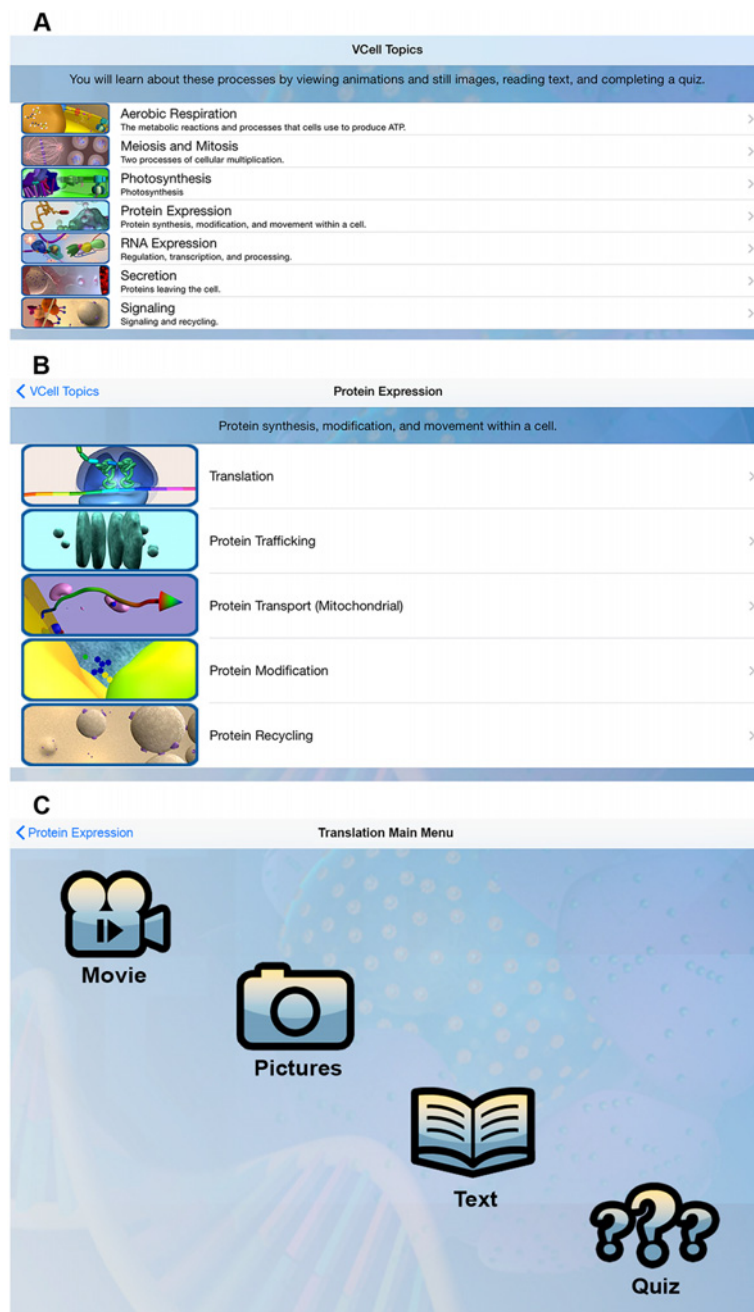 A
VCell Topics
You will learn about these processes by viewing animations and still images, reading text, and completing a quiz.
Aerobic Respiration
The metabolic reactions and processes that cells use to produce ATP.
Meiosis and Mitosis
Two processes of cellular multiplication.
Photosynthesis
Photosynthesis
Protein Expression
Protein synthesis, modification, and movement within a cell.
RNA Expression
Regulation, transcription, and processing.
Secretion
Proteins leaving the cell.
Signaling
Signaling and recycling.
B
VCell Topics
Protein Expression
Protein synthesis, modification, and movement within a cell.
Translation
Protein Trafficking
Protein Transport (Mitochondrial)
Protein Modification
Protein Recycling
C
Protein Expression
Translation Main Menu
Movie
Pictures
Text
Quiz